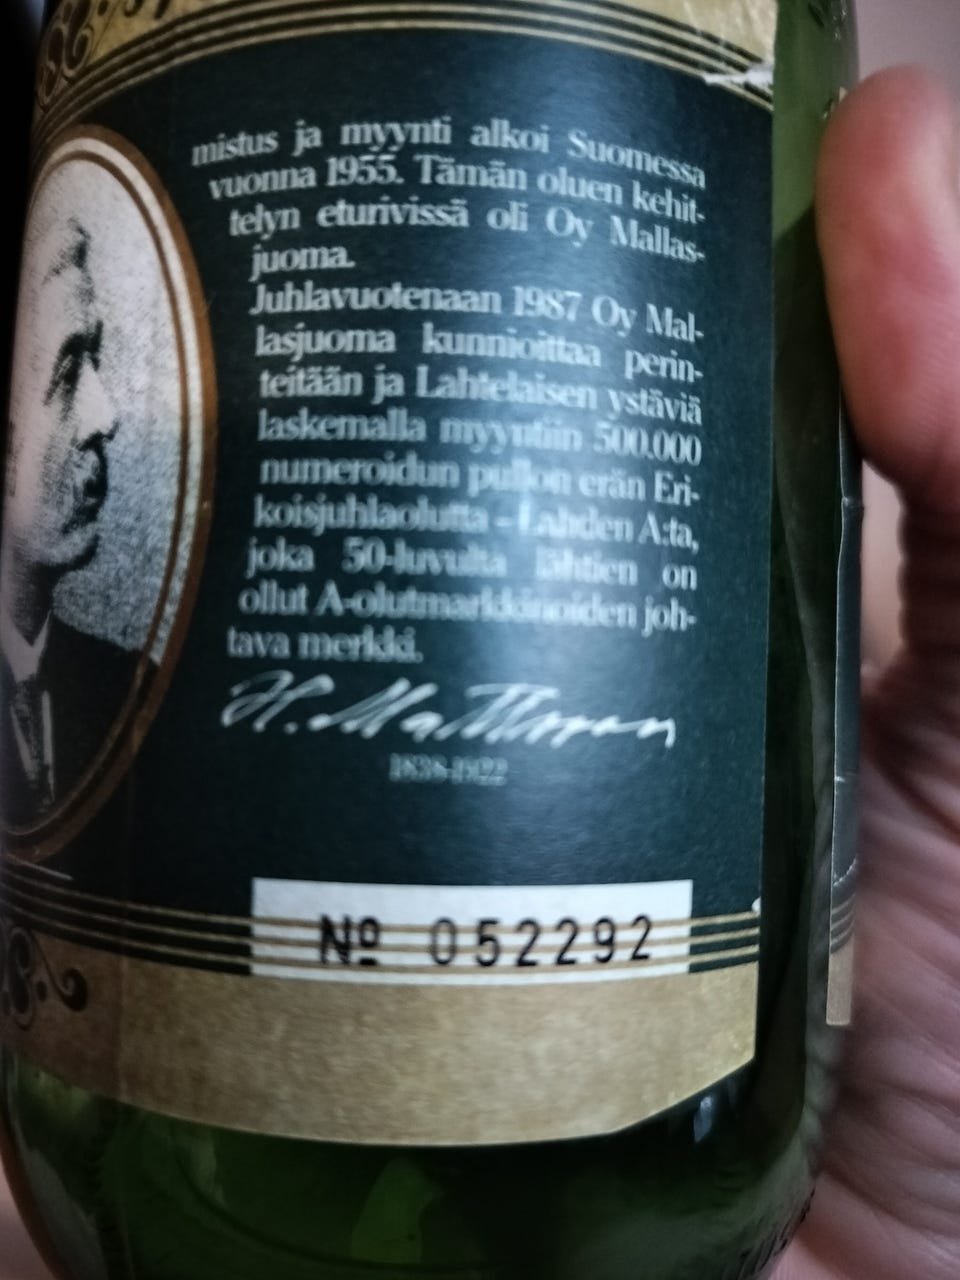 mistus ja myynti alkoi Suomessa
vuonna 1955. Tämän oluen kehit-
telyn eturivissä oli Oy Mallas-
juoma.
Juhlavuotenaan 1987 Oy Mal-
lasjuoma kunnioittaa perin-
teitään ja Lahtelaisen ystäviä
laskemalla myyntiin 500.000
numeroidun pullon erän Eri-
koisjuhlaolutta - Lahden A:ta,
joka 50-luvulta lähtien on
ollut A-olutmarkkinoiden joh-
tava merkki.
H. Mattsson
1838-1922
Nº 052292